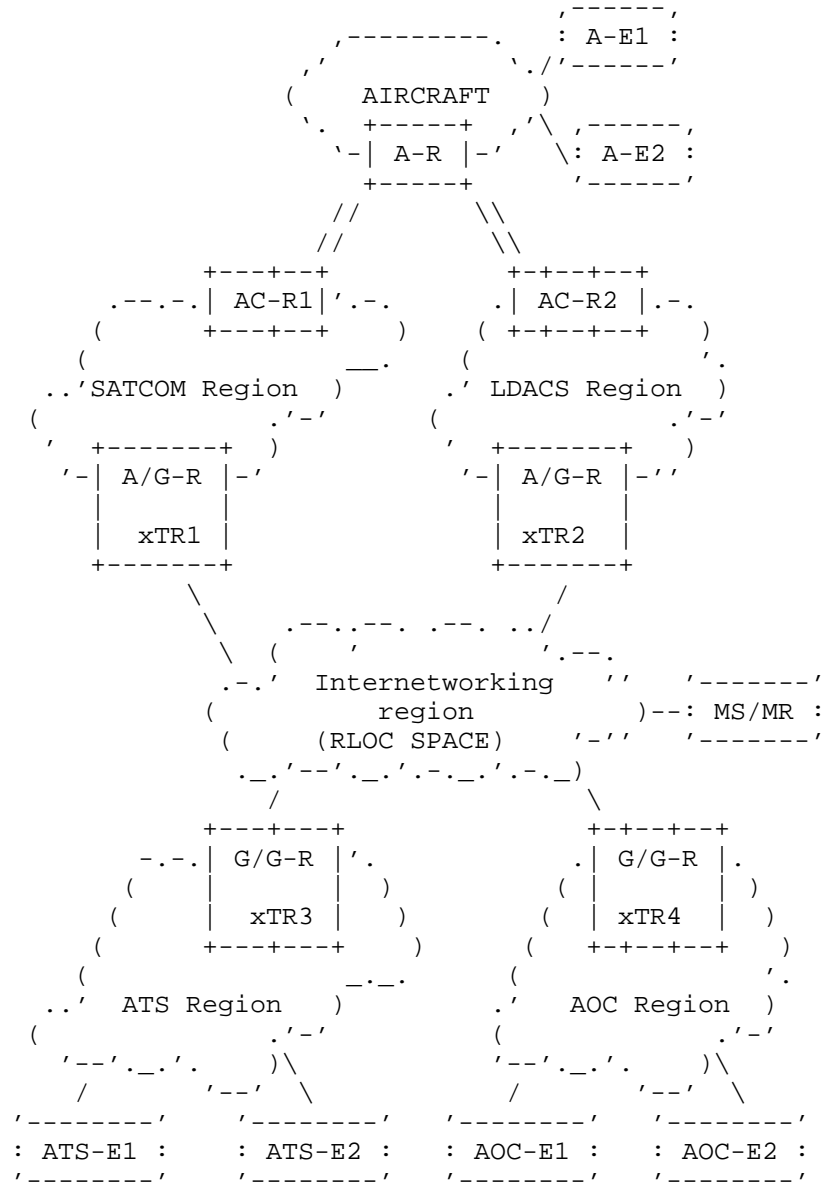 A-E1
AIRCRAFT
A-R
A-E2
AC-R1
AC-R2
SATCOM Region
LDACS Region
A/G-R
A/G-R
xTR1
xTR2
Internetworking
region
MS/MR
(RLOC SPACE)
G/G-R
G/G-R
xTR3
xTR4
ATS Region
AOC Region
ATS-E1
ATS-E2
AOC-E1
AOC-E2